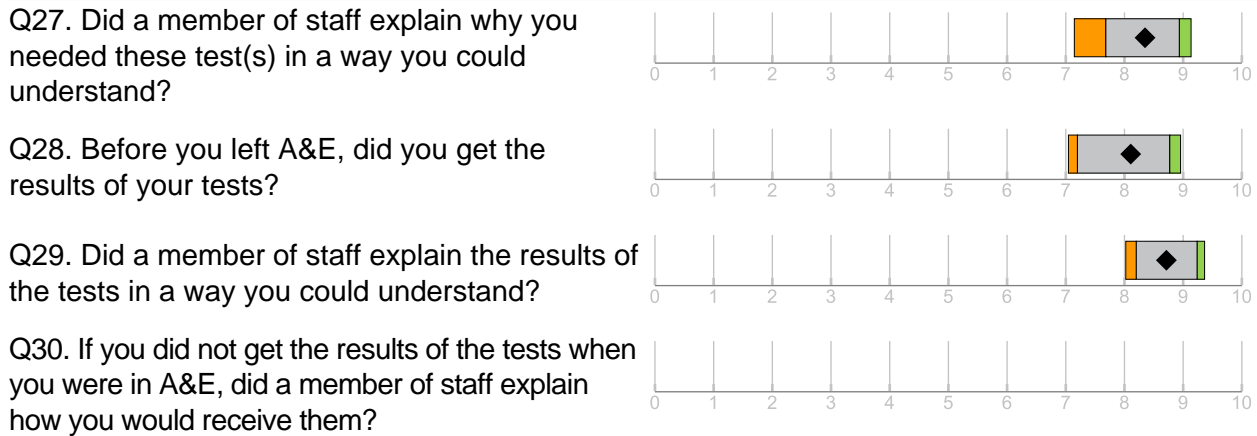 Q27. Did a member of staff explain why you
needed these test(s) in a way you could
understand?
0 1 2 3 4 5 6 7 8 9 10
Q28. Before you left A&E, did you get the
results of your tests?
0 1 2 3 4 5 6 7 8 9 10
Q29. Did a member of staff explain the results of
the tests in a way you could understand?
0 1 2 3 4 5 6 7 8 9 10
Q30. If you did not get the results of the tests when
you were in A&E, did a member of staff explain
how you would receive them?
0 1 2 3 4 5 6 7 8 9 10